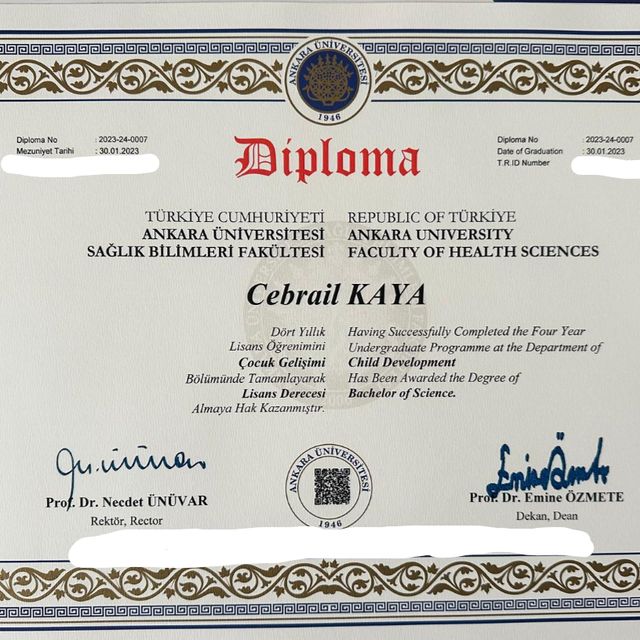 ANKARA ÜNİVERSİTESİ
1946
Diploma No : 2023-24-0007
Mezuniyet Tarihi : 30.01.2023
Diploma No : 2023-24-0007
Date of Graduation : 30.01.2023
T.R.ID Number
Diploma
TÜRKİYE CUMHURİYETİ
ANKARA ÜNİVERSİTESİ
SAĞLIK BİLİMLERİ FAKÜLTESİ
REPUBLIC OF TÜRKİYE
ANKARA UNIVERSITY
FACULTY OF HEALTH SCIENCES
Cebrail KAYA
Dört Yıllık
Lisans Öğrenimini
Çocuk Gelişimi
Bölümünde Tamamlayarak
Lisans Derecesi
Almaya Hak Kazanmıştır.
Having Successfully Completed the Four Year
Undergraduate Programme at the Department of
Child Development
Has Been Awarded the Degree of
Bachelor of Science.
Prof. Dr. Necdet ÜNÜVAR
Rektör, Rector
ANKARA ÜNİVERSİTESİ
1946
Prof. Dr. Emine ÖZMETE
Dekan, Dean